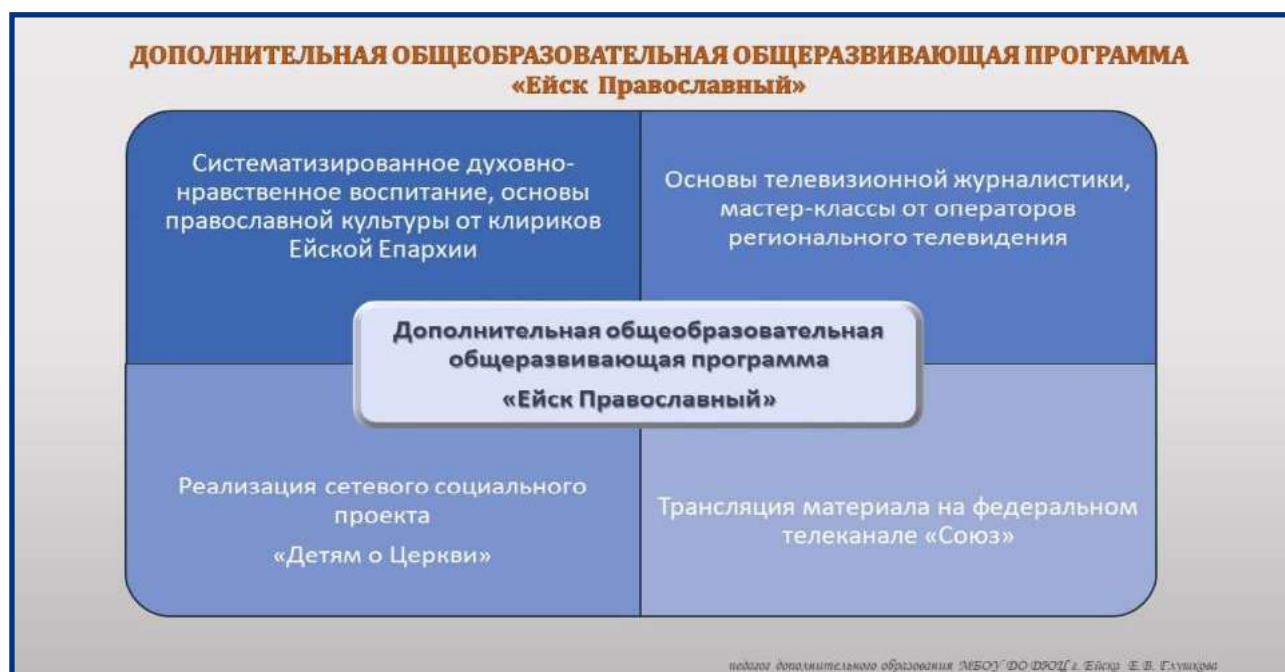 ДОПОЛНИТЕЛЬНАЯ ОБЩЕОБРАЗОВАТЕЛЬНАЯ ОБЩЕРАЗВИВАЮЩАЯ ПРОГРАММА
«Ейск Православный»
Систематизированное духовно-
нравственное воспитание, основы
православной культуры от клириков
Ейской Епархии
Основы телевизионной журналистики,
мастер-классы от операторов
регионального телевидения
Дополнительная общеобразовательная
общеразвивающая программа
«Ейск Православный»
Реализация сетевого социального
проекта
«Детям о Церкви»
Трансляция материала на федеральном
телеканале «Союз»
педагог дополнительного образования МБОУ ДО ДЮЦ г. Ейска Е.В. Глушкова